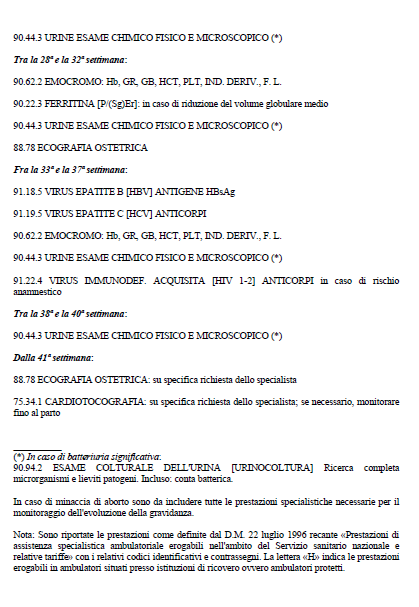 90.44.3 URINE ESAME CHIMICO FISICO E MICROSCOPICO (*)
Tra la 28ª e la 32ª settimana:
90.62.2 EMOCROMO: Hb, GR, GB, HCT, PLT, IND. DERIV., F. L.
90.22.3 FERRITINA [P/(Sg)Er]: in caso di riduzione del volume globulare medio
90.44.3 URINE ESAME CHIMICO FISICO E MICROSCOPICO (*)
88.78 ECOGRAFIA OSTETRICA
Fra la 33ª e la 37ª settimana:
91.18.5 VIRUS EPATITE B [HBV] ANTIGENE HBsAg
91.19.5 VIRUS EPATITE C [HCV] ANTICORPI
90.62.2 EMOCROMO: Hb, GR, GB, HCT, PLT, IND. DERIV., F. L.
90.44.3 URINE ESAME CHIMICO FISICO E MICROSCOPICO (*)
91.22.4 VIRUS IMMUNODEF. ACQUISITA [HIV 1-2] ANTICORPI in caso di rischio
anamnestico
Tra la 38ª e la 40ª settimana:
90.44.3 URINE ESAME CHIMICO FISICO E MICROSCOPICO (*)
Dalla 41ª settimana:
88.78 ECOGRAFIA OSTETRICA: su specifica richiesta dello specialista
75.34.1 CARDIOTOCOGRAFIA: su specifica richiesta dello specialista; se necessario, monitorare
fino al parto
(*) In caso di batteriuria significativa:
90.94.2 ESAME COLTURALE DELL'URINA [URINOCOLTURA] Ricerca completa
microrganismi e lieviti patogeni. Incluso: conta batterica.
In caso di minaccia di aborto sono da includere tutte le prestazioni specialistiche necessarie per il
monitoraggio dell'evoluzione della gravidanza.
Nota: Sono riportate le prestazioni come definite dal D.M. 22 luglio 1996 recante «Prestazioni di
assistenza specialistica ambulatoriale erogabili nell'ambito del Servizio sanitario nazionale e
relative tariffe» con i relativi codici identificativi e contrassegni. La lettera «H» indica le prestazioni
erogabili in ambulatori situati presso istituzioni di ricovero ovvero ambulatori protetti.